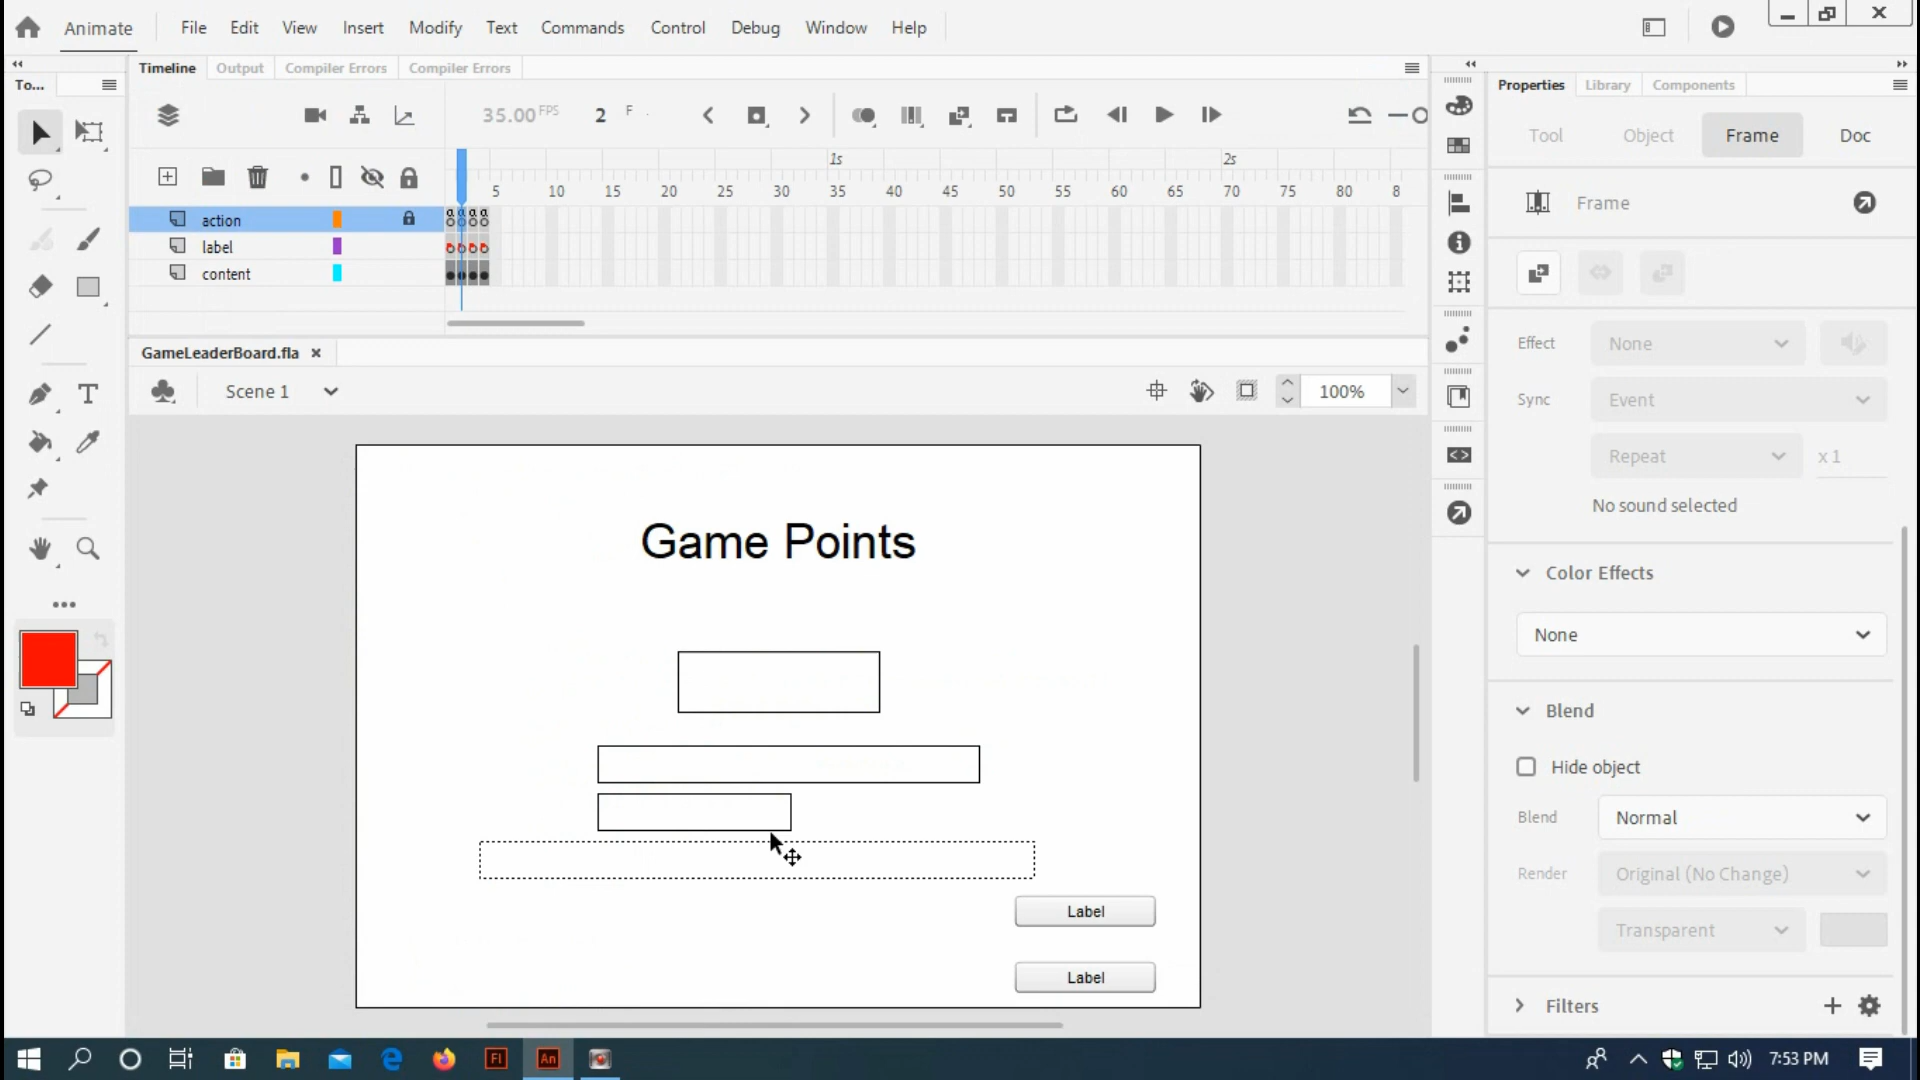 Animate File Edit View Insert Modify Text Commands Control Debug Window Help
To... Timeline Output Compiler Errors Compiler Errors Properties Library Components
35.00 FPS 2 F
Tool Object Frame Doc
1s 2s
5 10 15 20 25 30 35 40 45 50 55 60 65 70 75 80 8
action
label
content
Frame
GameLeaderBoard.fla
Scene 1 100%
Effect None
Sync Event
Repeat x 1
No sound selected
Game Points
Color Effects
None
Blend
Hide object
Blend Normal
Render Original (No Change)
Transparent
Label
Label
Filters
Fl An 7:53 PM